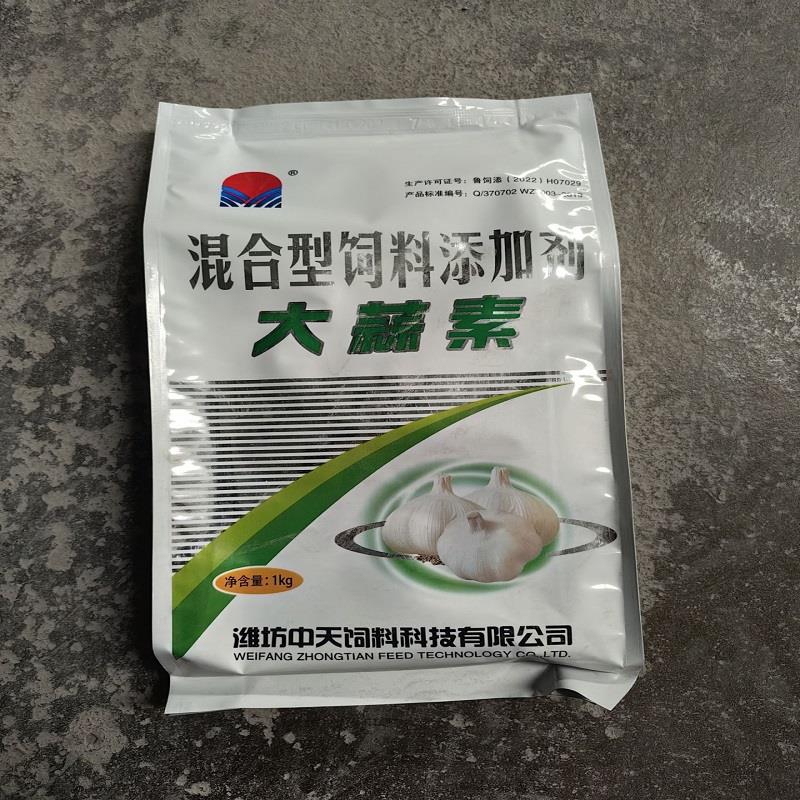 ®
生产许可证号：鲁饲添（2022）H07029
产品标准编号：Q/370702 WZ
混合型饲料添加剂
大蒜素
净含量：1kg
潍坊中天饲料科技有限公司
WEIFANG ZHONGTIAN FEED TECHNOLOGY CO.,LTD.